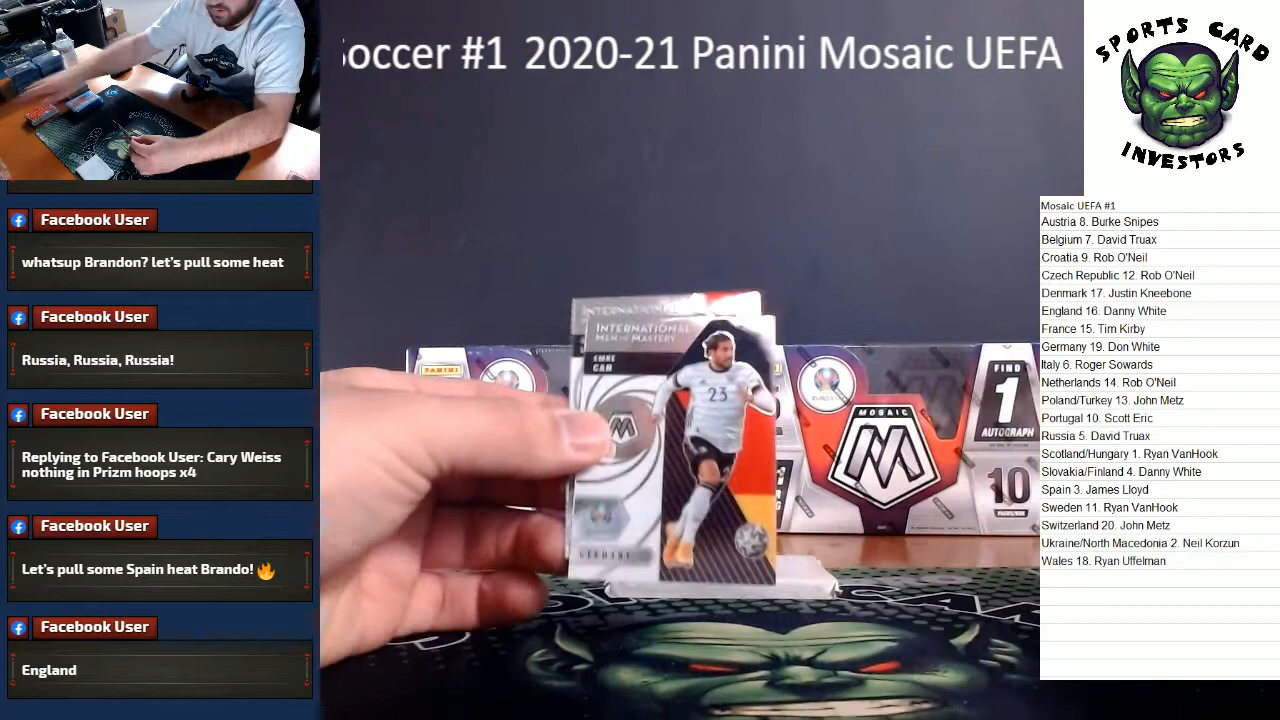 Soccer #1 2020-21 Panini Mosaic UEFA
SPORTS CARD
INVESTORS
Facebook User
whatsup Brandon? let's pull some heat
Facebook User
Russia, Russia, Russia!
Facebook User
Replying to Facebook User: Cary Weiss
nothing in Prizm hoops x4
Facebook User
Let's pull some Spain heat Brando!🔥
Facebook User
England
INTERNATIONAL
INTERNATIONAL
MEN OF MASTERY
EMRE
CAN
23
GERMANY
PANINI
MOSAIC
FIND
1
AUTOGRAPH
10
Mosaic UEFA #1
Austria 8. Burke Snipes
Belgium 7. David Truax
Croatia 9. Rob O'Neil
Czech Republic 12. Rob O'Neil
Denmark 17. Justin Kneebone
England 16. Danny White
France 15. Tim Kirby
Germany 19. Don White
Italy 6. Roger Sowards
Netherlands 14. Rob O'Neil
Poland/Turkey 13. John Metz
Portugal 10. Scott Eric
Russia 5. David Truax
Scotland/Hungary 1. Ryan VanHook
Slovakia/Finland 4. Danny White
Spain 3. James Lloyd
Sweden 11. Ryan VanHook
Switzerland 20. John Metz
Ukraine/North Macedonia 2. Neil Korzun
Wales 18. Ryan Uffelman